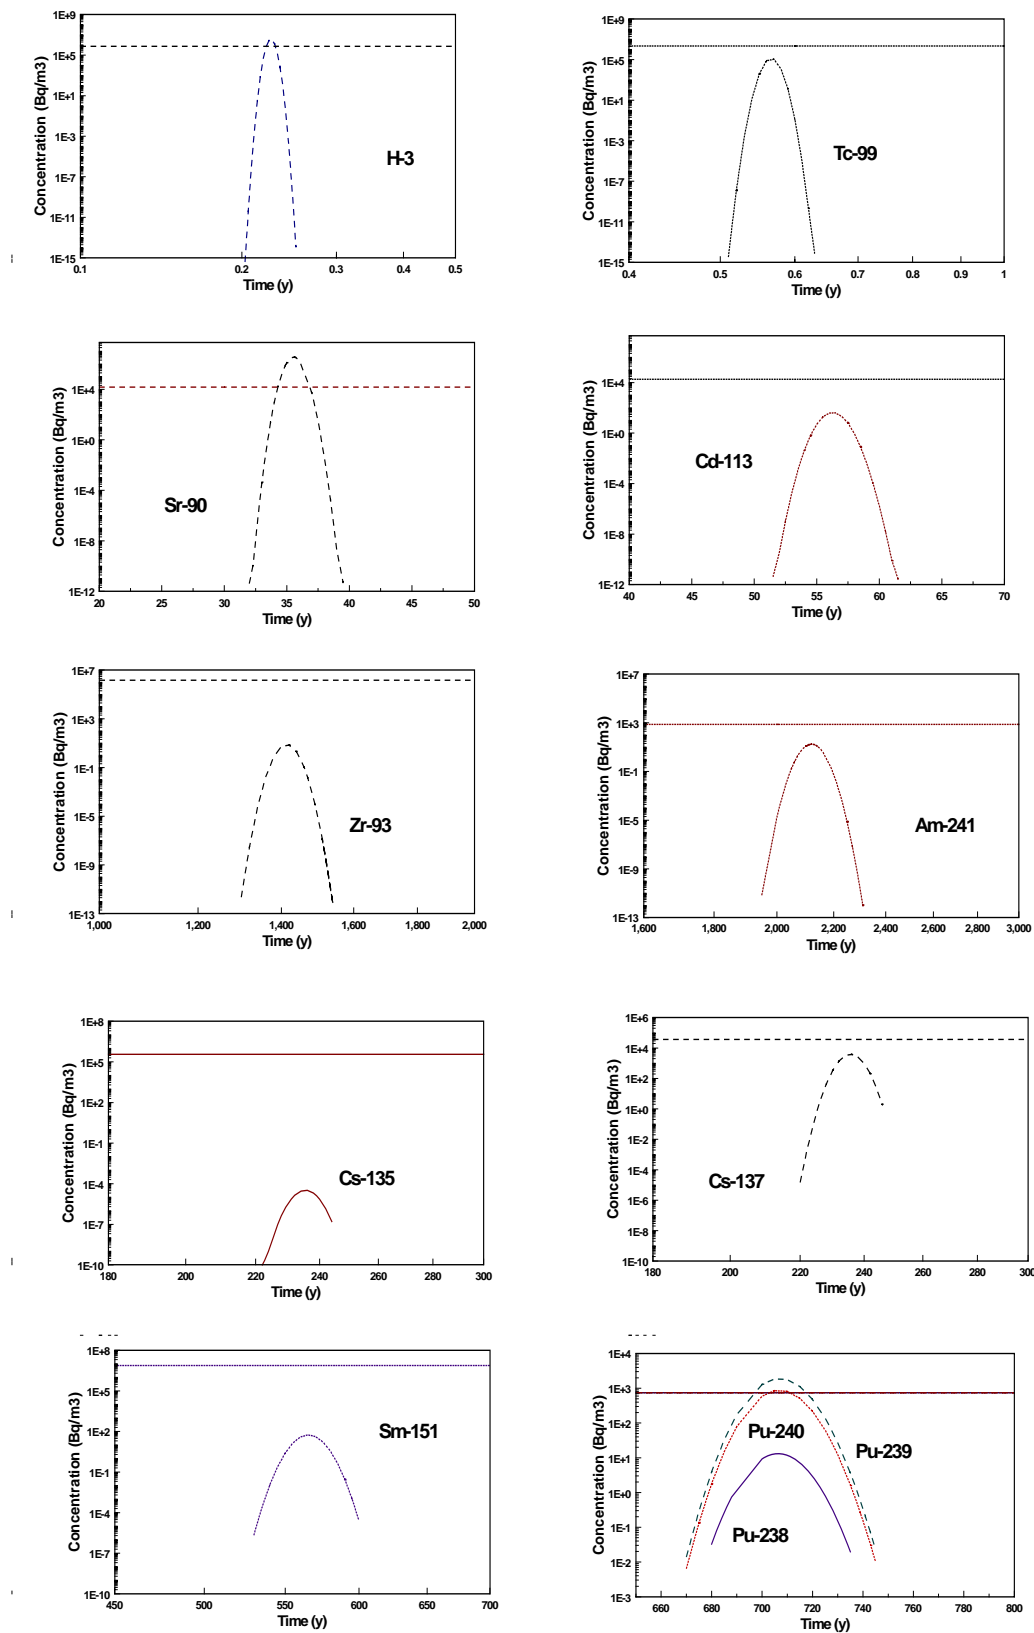 1E+9
1E+5
1E+1
1E-3
1E-7
1E-11
1E-15
Concentration (Bq/m3)
H-3
0.1
0.2
0.3
0.4
0.5
Time (y)
1E+9
1E+5
1E+1
1E-3
1E-7
1E-11
1E-15
Concentration (Bq/m3)
Tc-99
0.4
0.5
0.6
0.7
0.8
0.9
1
Time (y)
1E+4
1E+0
1E-4
1E-8
1E-12
Concentration (Bq/m3)
Sr-90
20
25
30
35
40
45
50
Time (y)
1E+4
1E+0
1E-4
1E-8
1E-12
Concentration (Bq/m3)
Cd-113
40
45
50
55
60
65
70
Time (y)
1E+7
1E+3
1E-1
1E-5
1E-9
1E-13
Concentration (Bq/m3)
Zr-93
1,000
1,200
1,400
1,600
1,800
2,000
Time (y)
1E+7
1E+3
1E-1
1E-5
1E-9
1E-13
Concentration (Bq/m3)
Am-241
1,600
1,800
2,000
2,200
2,400
2,600
2,800
3,000
Time (y)
1E+8
1E+5
1E+2
1E-1
1E-4
1E-7
1E-10
Concentration (Bq/m3)
Cs-135
180
200
220
240
260
280
300
Time (y)
1E+6
1E+4
1E+2
1E+0
1E-2
1E-4
1E-6
1E-8
1E-10
Concentration (Bq/m3)
Cs-137
180
200
220
240
260
280
300
Time (y)
1E+8
1E+5
1E+2
1E-1
1E-4
1E-7
1E-10
Concentration (Bq/m3)
Sm-151
450
500
550
600
650
700
Time (y)
1E+4
1E+3
1E+2
1E+1
1E+0
1E-1
1E-2
1E-3
Concentration (Bq/m3)
Pu-240
Pu-239
Pu-238
660
680
700
720
740
760
780
800
Time (y)